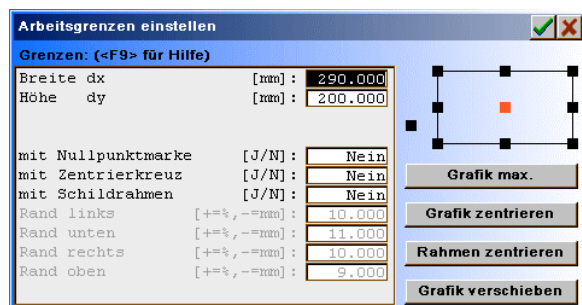 Arbeitsgrenzen einstellen
Grenzen: (<F9> für Hilfe)
Breite dx [mm]: 290.000
Höhe dy [mm]: 200.000
mit Nullpunktmarke [J/N]: Nein
mit Zentrierkreuz [J/N]: Nein
mit Schildrahmen [J/N]: Nein
Rand links [+=%,-=mm]: 10.000
Rand unten [+=%,-=mm]: 11.000
Rand rechts [+=%,-=mm]: 10.000
Rand oben [+=%,-=mm]: 9.000
Grafik max.
Grafik zentrieren
Rahmen zentrieren
Grafik verschieben